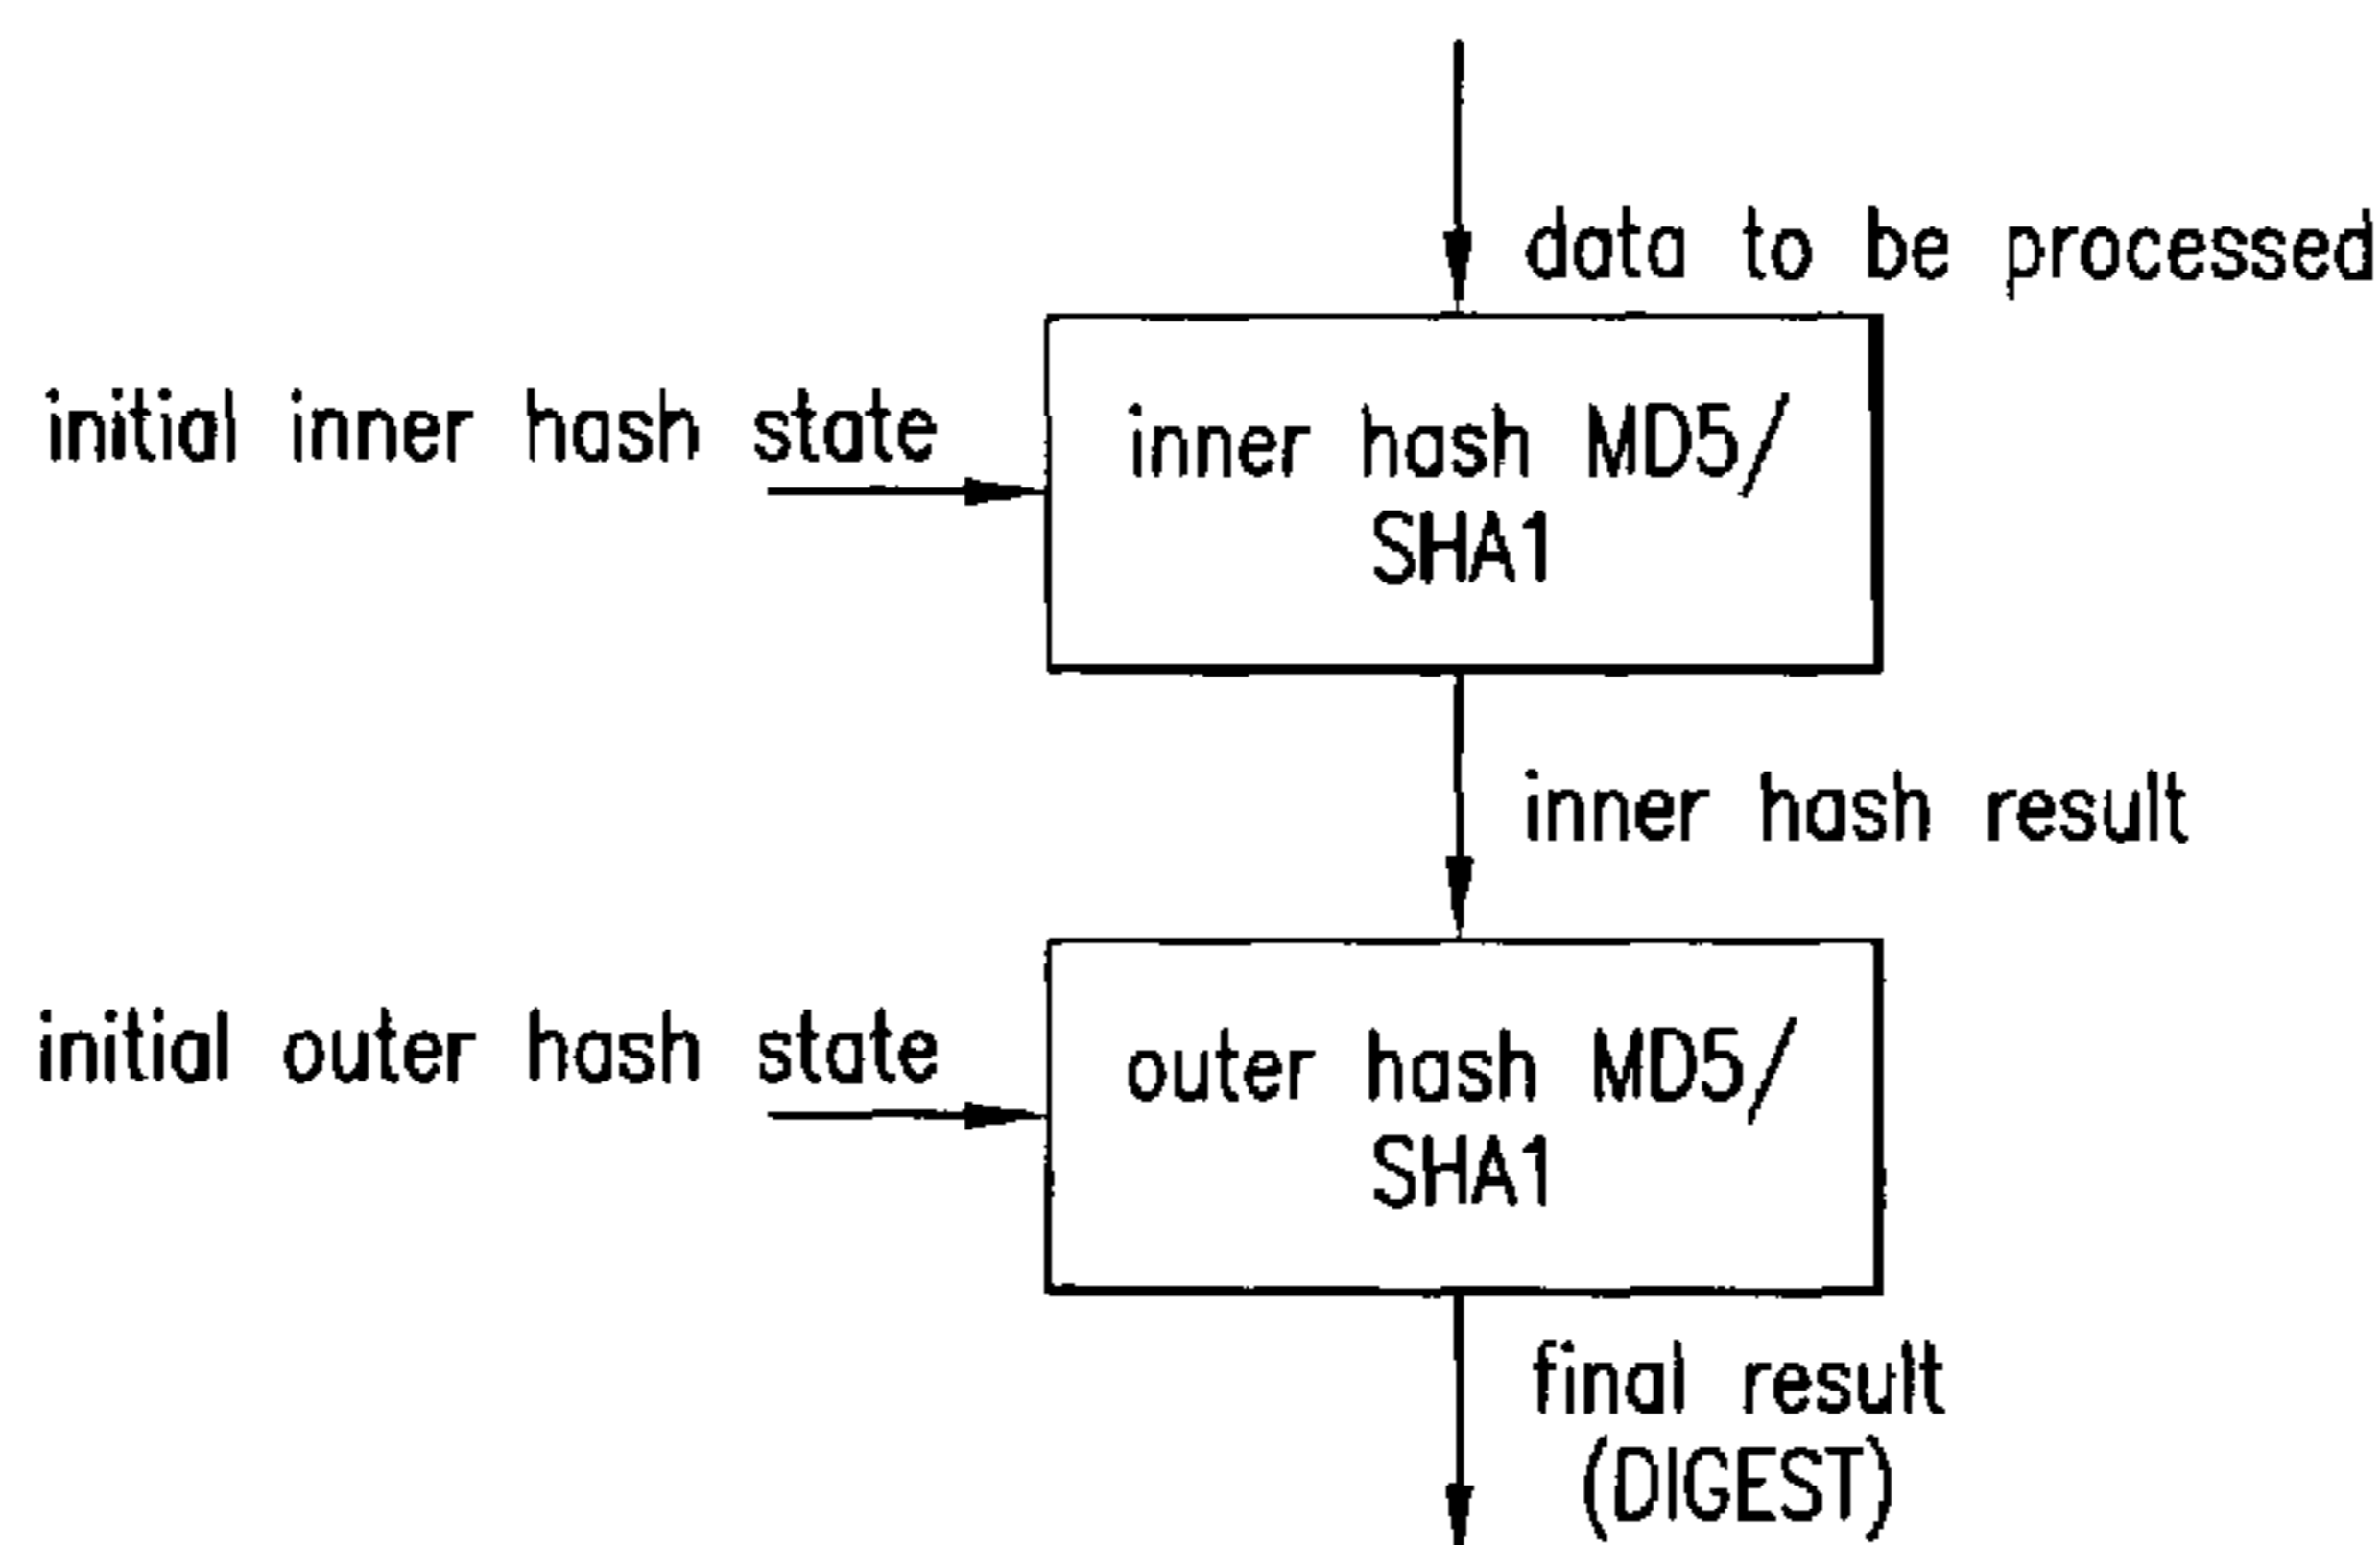 data to be processed
initial inner hash state
inner hash MD5/
SHA1
inner hash result
initial outer hash state
outer hash MD5/
SHA1
final result
(DIGEST)